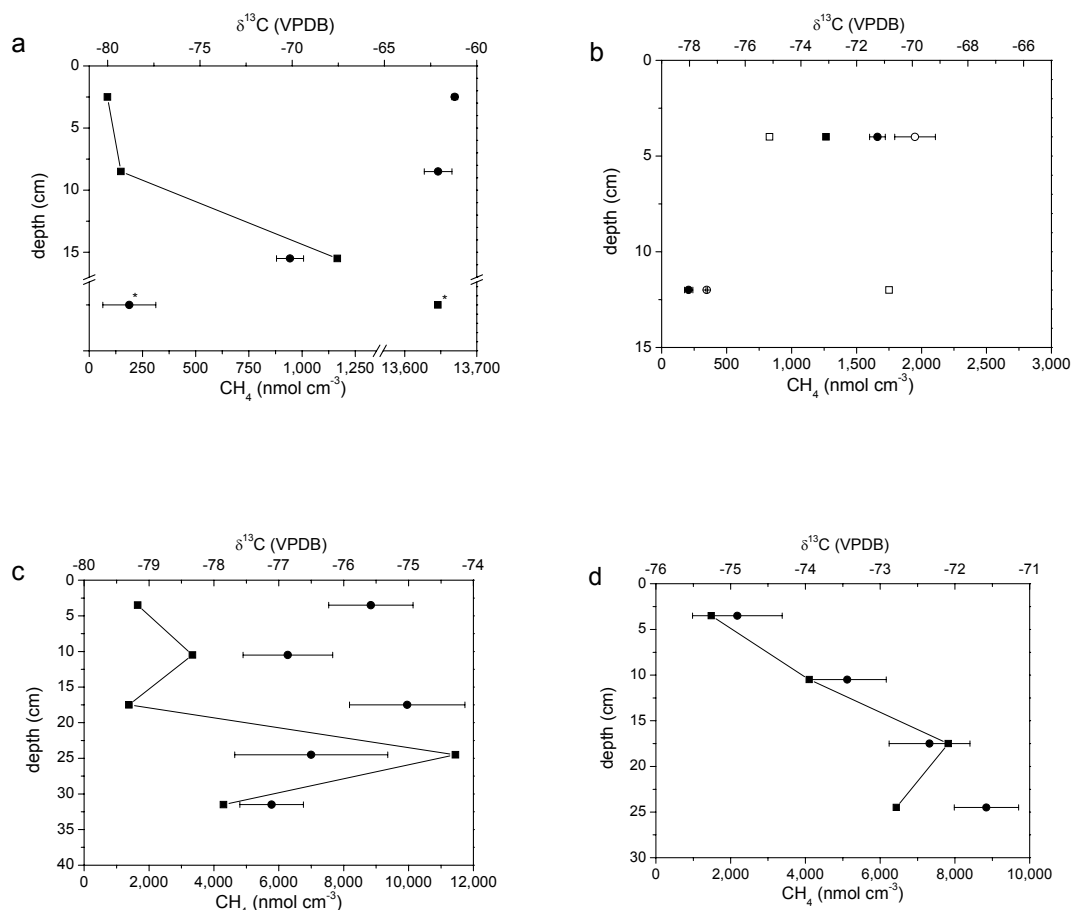 a
δ13C (VPDB)
-80 -75 -70 -65 -60
0
5
10
15
depth (cm)
*
*
0 250 500 750 1,000 1,250 13,600 13,700
CH4 (nmol cm-3)
b
δ13C (VPDB)
-78 -76 -74 -72 -70 -68 -66
0
5
10
15
depth (cm)
0 500 1,000 1,500 2,000 2,500 3,000
CH4 (nmol cm-3)
c
δ13C (VPDB)
-80 -79 -78 -77 -76 -75 -74
0
5
10
15
20
25
30
35
40
depth (cm)
0 2,000 4,000 6,000 8,000 10,000 12,000
CH4 (nmol cm-3)
d
δ13C (VPDB)
-76 -75 -74 -73 -72 -71
0
5
10
15
20
25
30
depth (cm)
0 2,000 4,000 6,000 8,000 10,000
CH4 (nmol cm-3)